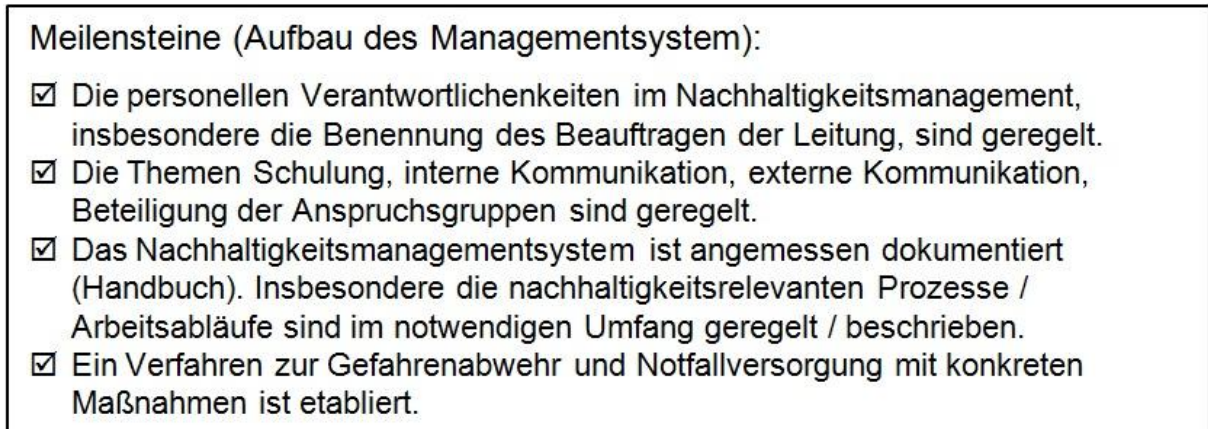 Meilensteine (Aufbau des Managementsystem):
☑ Die personellen Verantwortlichenkeiten im Nachhaltigkeitsmanagement,
insbesondere die Benennung des Beauftragen der Leitung, sind geregelt.
☑ Die Themen Schulung, interne Kommunikation, externe Kommunikation,
Beteiligung der Anspruchsgruppen sind geregelt.
☑ Das Nachhaltigkeitsmanagementsystem ist angemessen dokumentiert
(Handbuch). Insbesondere die nachhaltigkeitsrelevanten Prozesse /
Arbeitsabläufe sind im notwendigen Umfang geregelt / beschrieben.
☑ Ein Verfahren zur Gefahrenabwehr und Notfallversorgung mit konkreten
Maßnahmen ist etabliert.